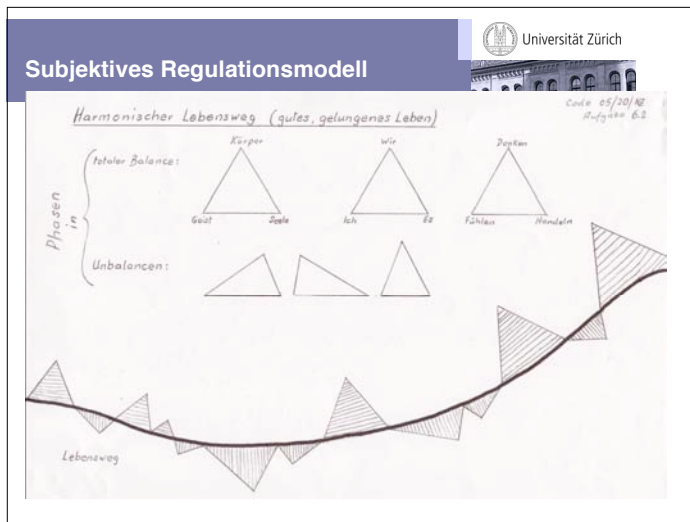 Universität Zürich
Subjektives Regulationsmodell
Code 05/20/NZ
Aufgabe 6.2
Harmonischer Lebensweg (gutes, gelungenes Leben)
Phasen
in
totaler Balance:
Körper
Geist Seele
Wir
Ich Es
Denken
Fühlen Handeln
Unbalancen:
Lebensweg